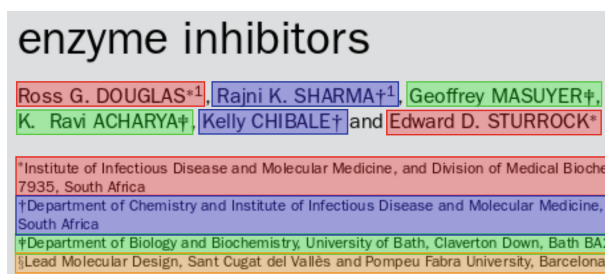 enzyme inhibitors
Ross G. DOUGLAS*¹, Rajni K. SHARMA†¹, Geoffrey MASUYER‡,
K. Ravi ACHARYA‡, Kelly CHIBALE† and Edward D. STURROCK*
*Institute of Infectious Disease and Molecular Medicine, and Division of Medical
7935, South Africa
†Department of Chemistry and Institute of Infectious Disease and Molecular Medicine,
South Africa
‡Department of Biology and Biochemistry, University of Bath, Claverton Down, Bath
§Lead Molecular Design, Sant Cugat del Vallès and Pompeu Fabra University, Barcelona